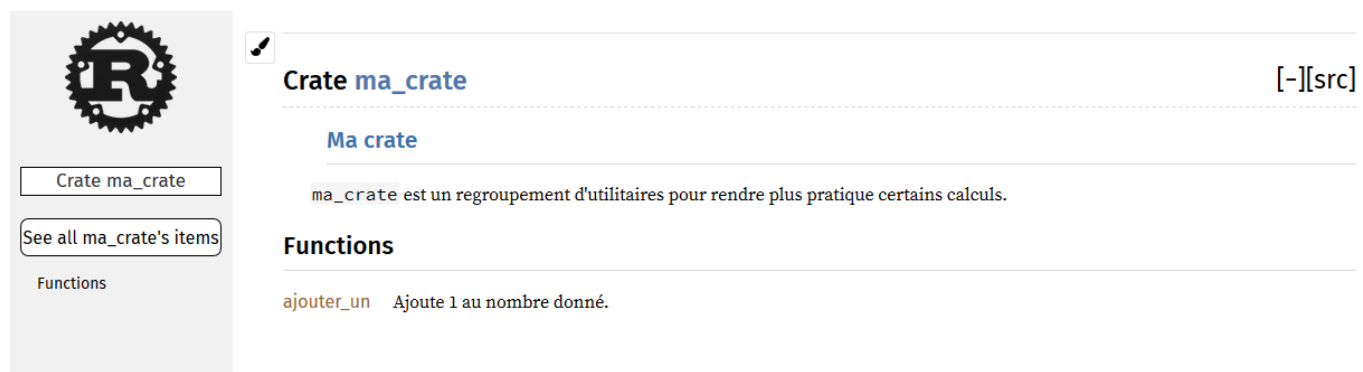 R
Crate ma_crate
See all ma_crate's items
Functions
Crate ma_crate [-][src]
Ma crate
ma_crate est un regroupement d'utilitaires pour rendre plus pratique certains calculs.
Functions
ajouter_un Ajoute 1 au nombre donné.